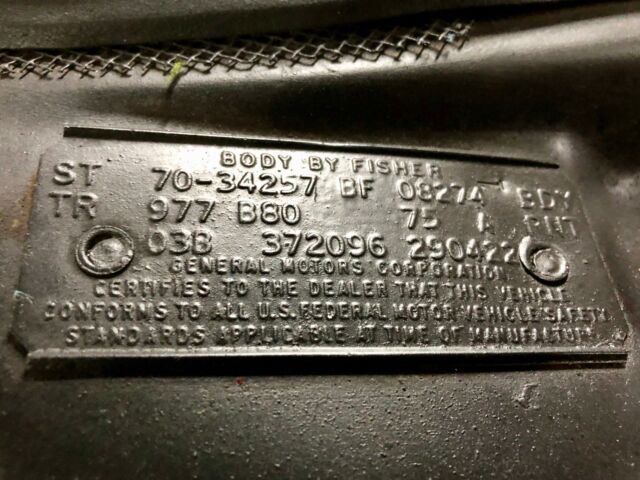 BODY BY FISHER
ST 70-34257 BF 08274 BDY
TR 977 B80 75 A PNT
03B 372096 290422
GENERAL MOTORS CORPORATION
CERTIFIES TO THE DEALER THAT THIS VEHICLE
CONFORMS TO ALL U.S. FEDERAL MOTOR VEHICLE SAFETY
STANDARDS APPLICABLE AT TIME OF MANUFACTURE